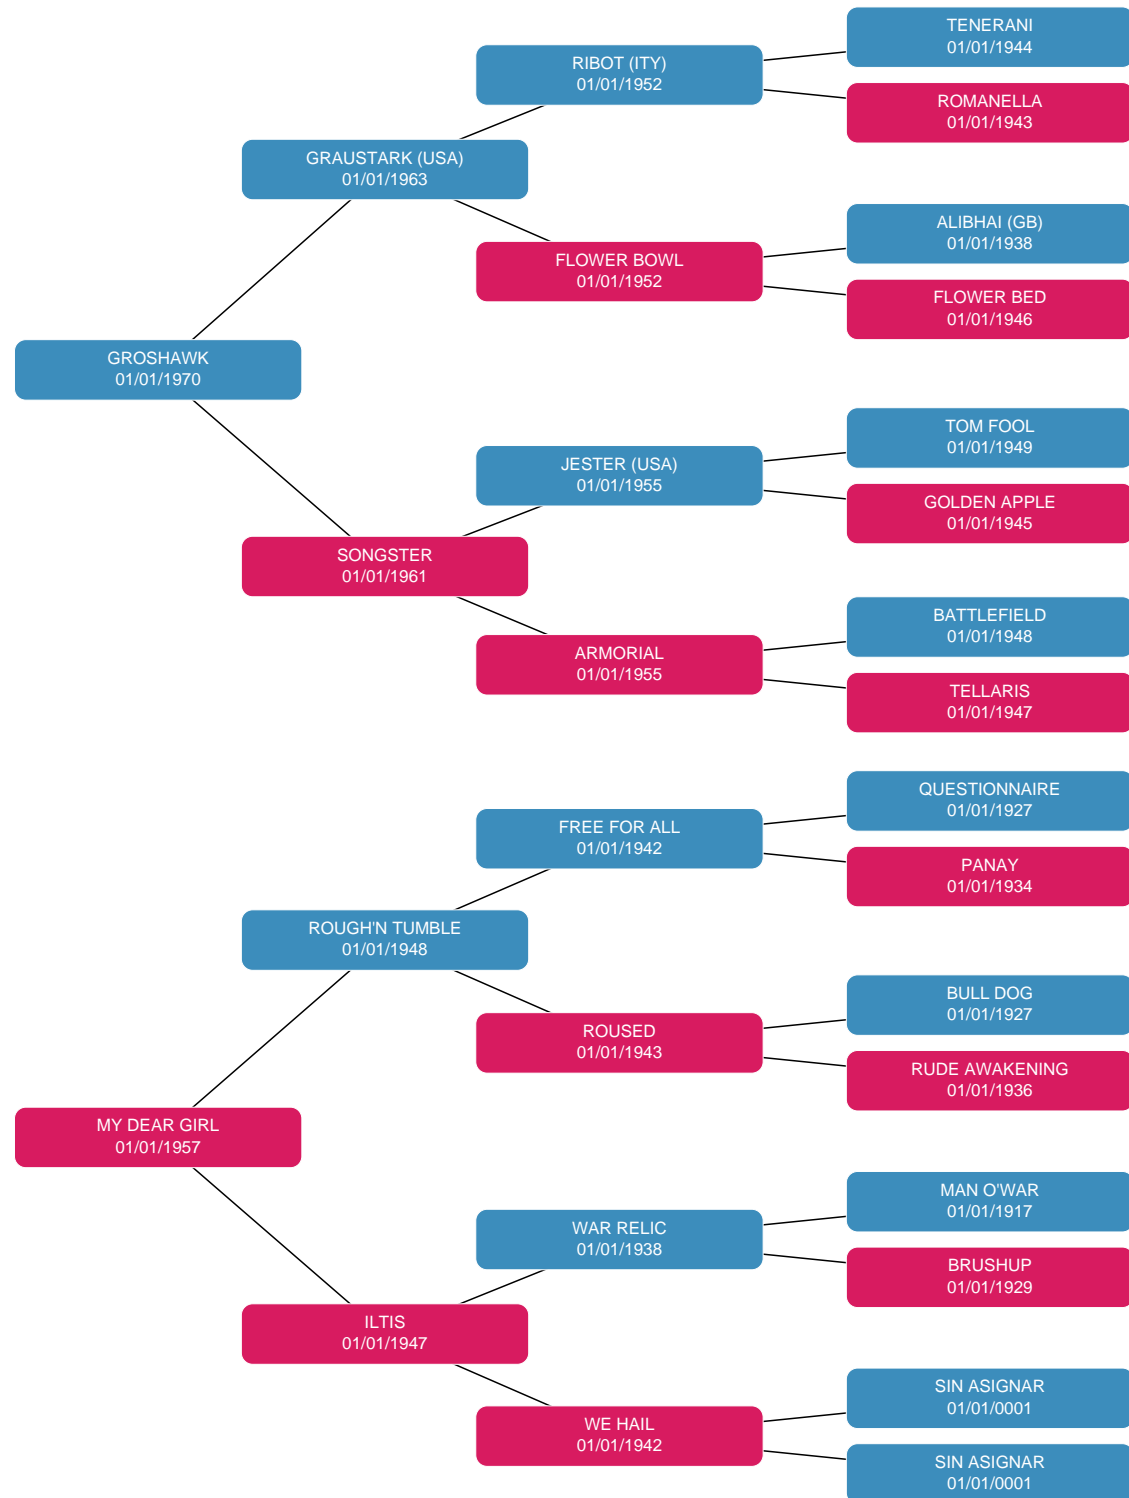 TENERANI
01/01/1944
RIBOT (ITY)
01/01/1952
ROMANELLA
01/01/1943
GRAUSTARK (USA)
01/01/1963
ALIBHAI (GB)
01/01/1938
FLOWER BOWL
01/01/1952
FLOWER BED
01/01/1946
GROSHAWK
01/01/1970
TOM FOOL
01/01/1949
JESTER (USA)
01/01/1955
GOLDEN APPLE
01/01/1945
SONGSTER
01/01/1961
BATTLEFIELD
01/01/1948
ARMORIAL
01/01/1955
TELLARIS
01/01/1947
QUESTIONNAIRE
01/01/1927
FREE FOR ALL
01/01/1942
PANAY
01/01/1934
ROUGH'N TUMBLE
01/01/1948
BULL DOG
01/01/1927
ROUSED
01/01/1943
RUDE AWAKENING
01/01/1936
MY DEAR GIRL
01/01/1957
MAN O'WAR
01/01/1917
WAR RELIC
01/01/1938
BRUSHUP
01/01/1929
ILTIS
01/01/1947
SIN ASIGNAR
01/01/0001
WE HAIL
01/01/1942
SIN ASIGNAR
01/01/0001